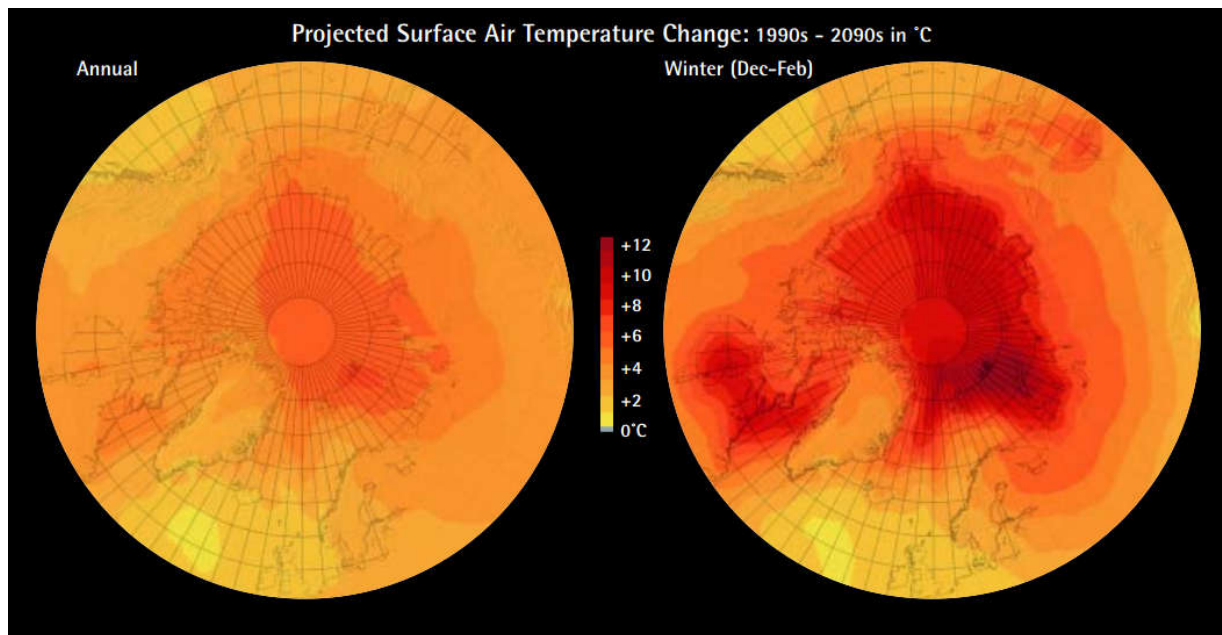 Projected Surface Air Temperature Change: 1990s - 2090s in °C
Annual
Winter (Dec-Feb)
+12
+10
+8
+6
+4
+2
0°C